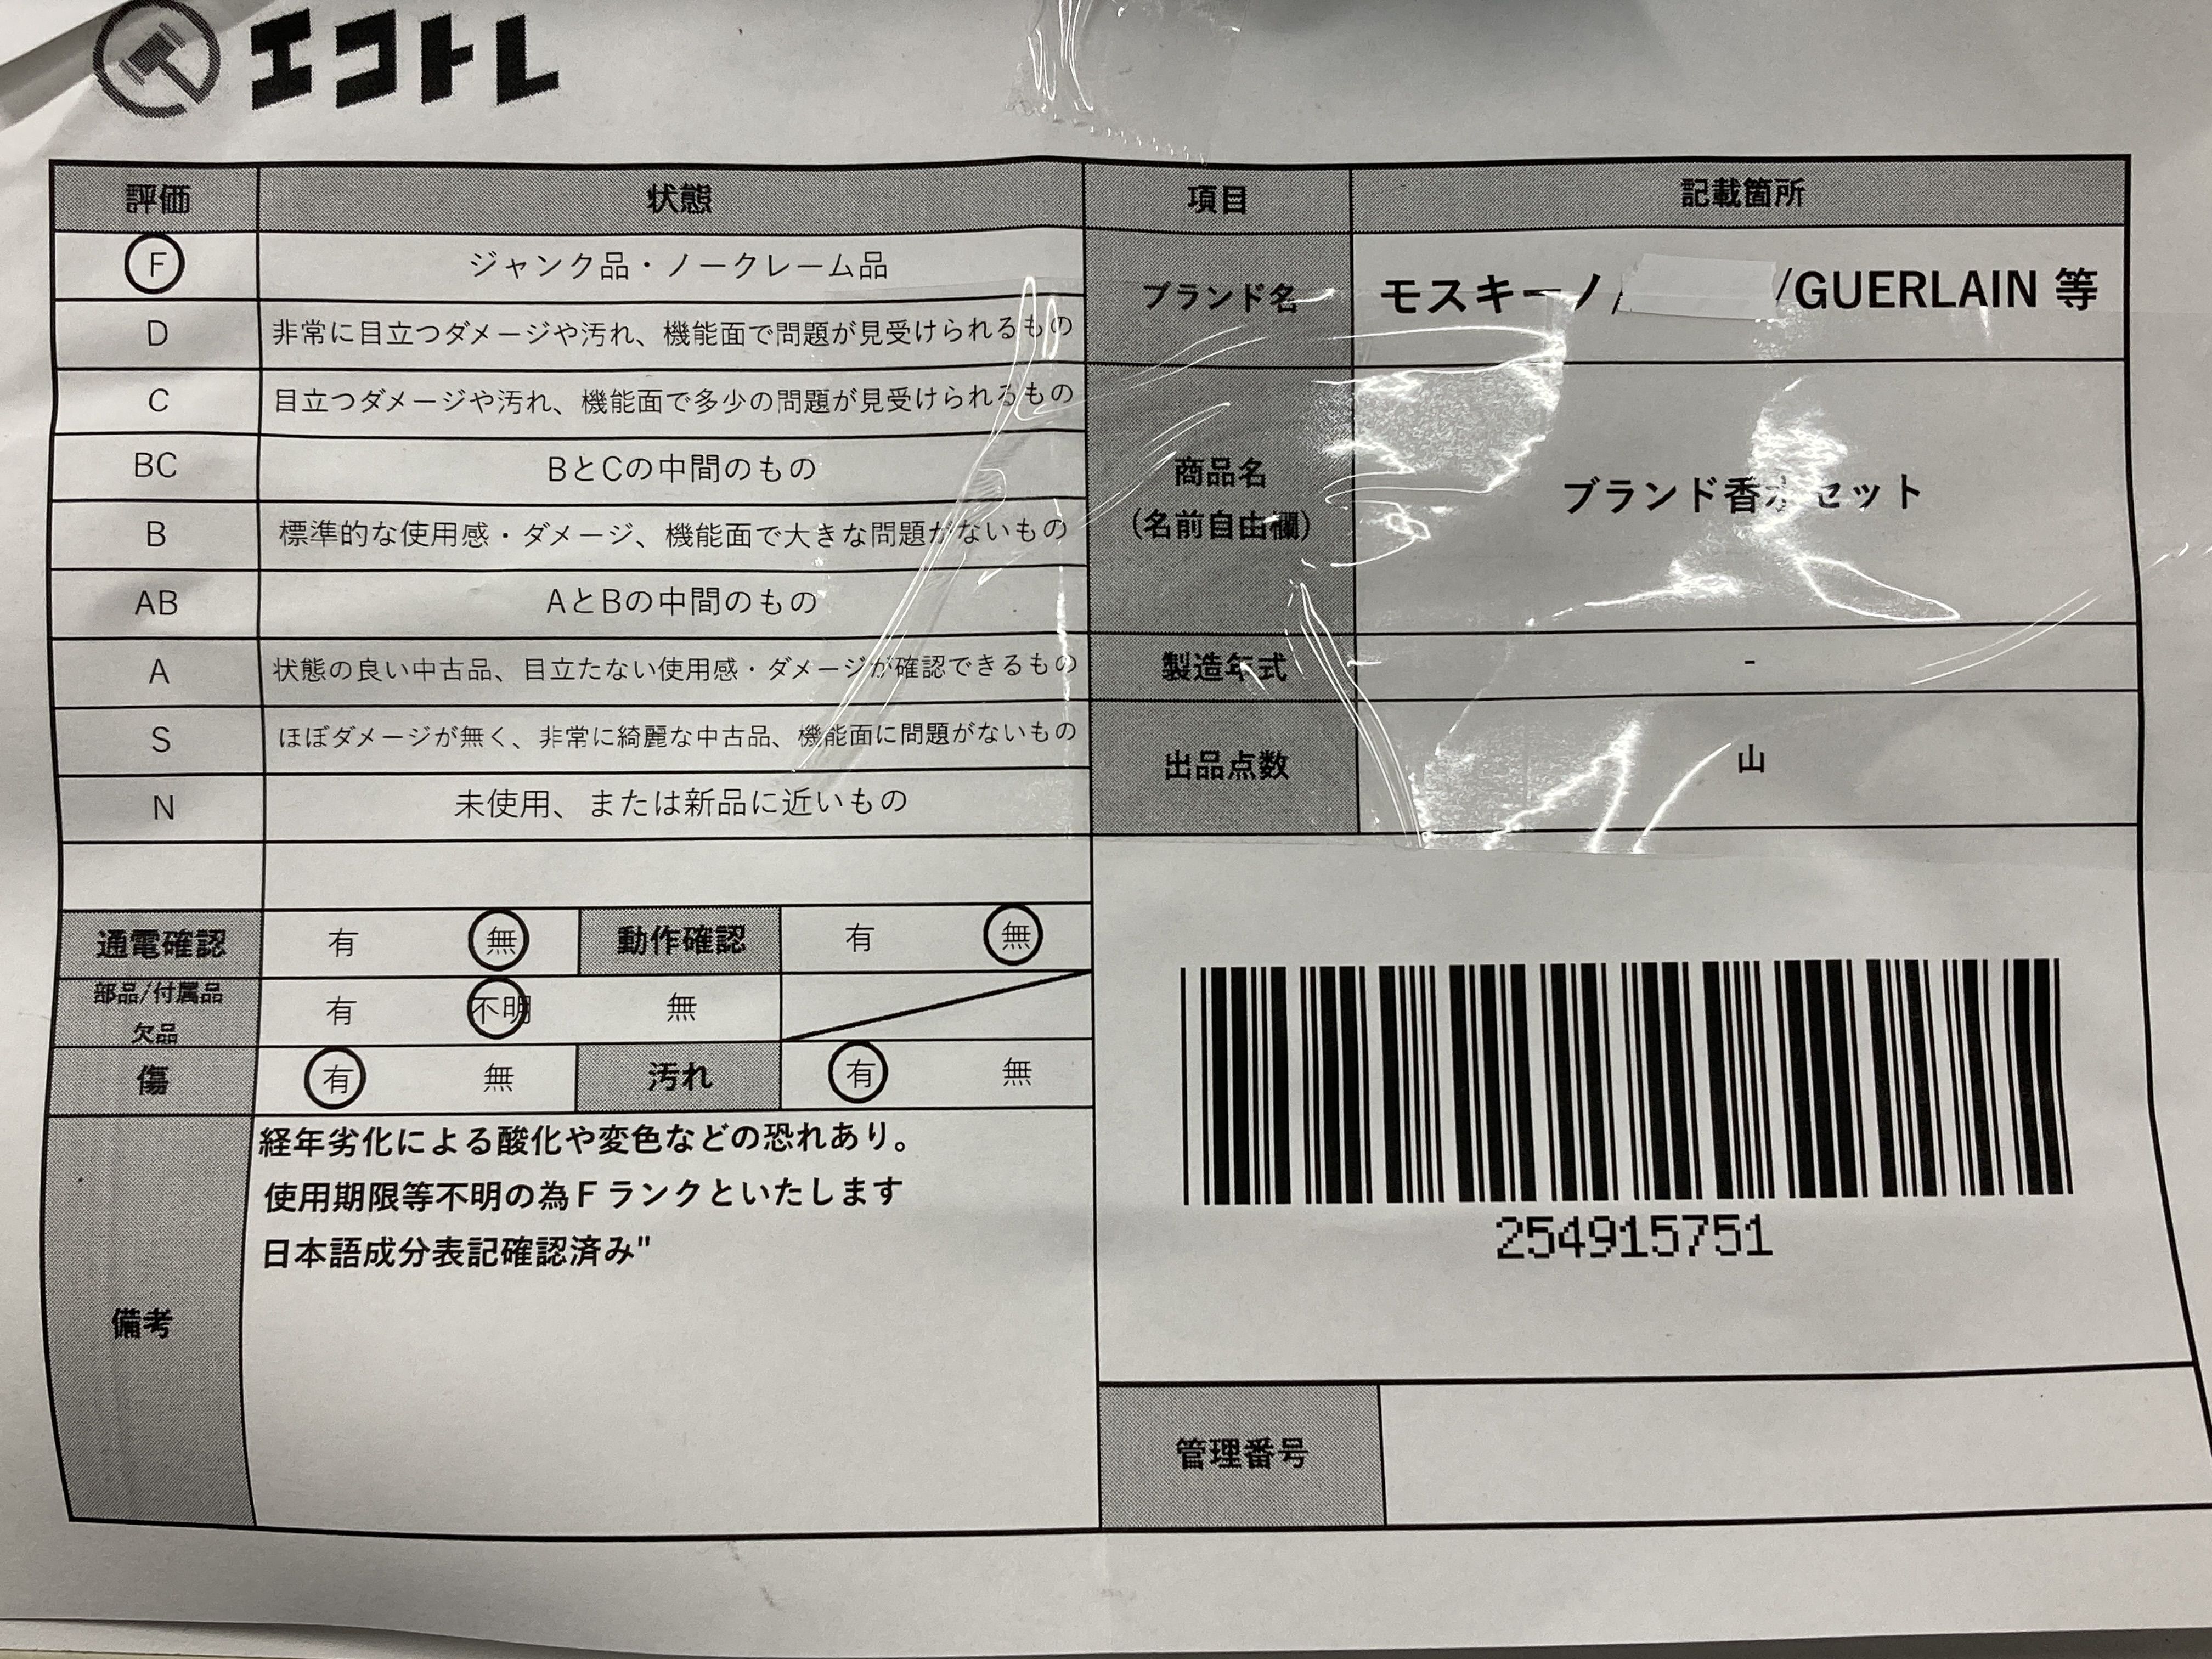 エコトレ
評価 状態 項目 記載箇所
F ジャンク品・ノークレーム品
D 非常に目立つダメージや汚れ、機能面で問題が見受けられるもの
C 目立つダメージや汚れ、機能面で多少の問題が見受けられるもの
BC BとCの中間のもの
B 標準的な使用感・ダメージ、機能面で大きな問題がないもの
AB AとBの中間のもの
A 状態の良い中古品、目立たない使用感・ダメージが確認できるもの
S ほぼダメージが無く、非常に綺麗な中古品、機能面に問題がないもの
N 未使用、または新品に近いもの
ブランド名 モスキーノ/ /GUERLAIN 等
商品名
(名前自由欄)
ブランド香水セット
製造年式 -
出品点数 山
通電確認 有 無 動作確認 有 無
部品/付属品
欠品
有 不明 無
傷 有 無 汚れ 有 無
備考
経年劣化による酸化や変色などの恐れあり。
使用期限等不明の為Fランクといたします
日本語成分表記確認済み"
254915751
管理番号